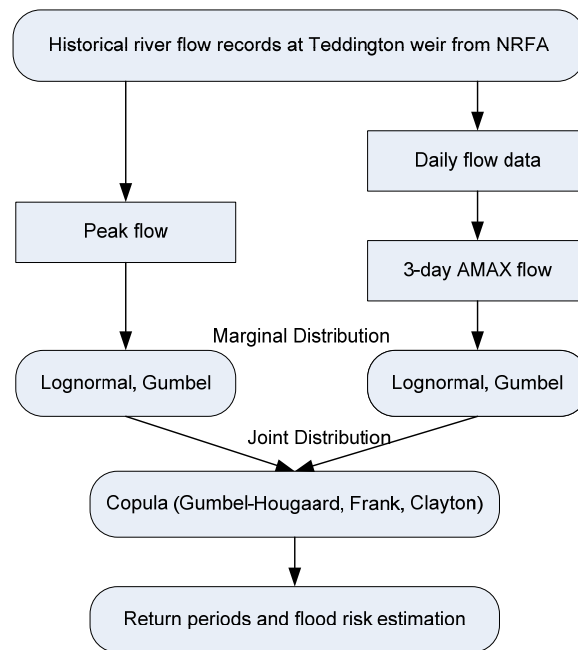 Historical river flow records at Teddington weir from NRFA
Daily flow data
Peak flow
3-day AMAX flow
Marginal Distribution
Lognormal, Gumbel
Lognormal, Gumbel
Joint Distribution
Copula (Gumbel-Hougaard, Frank, Clayton)
Return periods and flood risk estimation